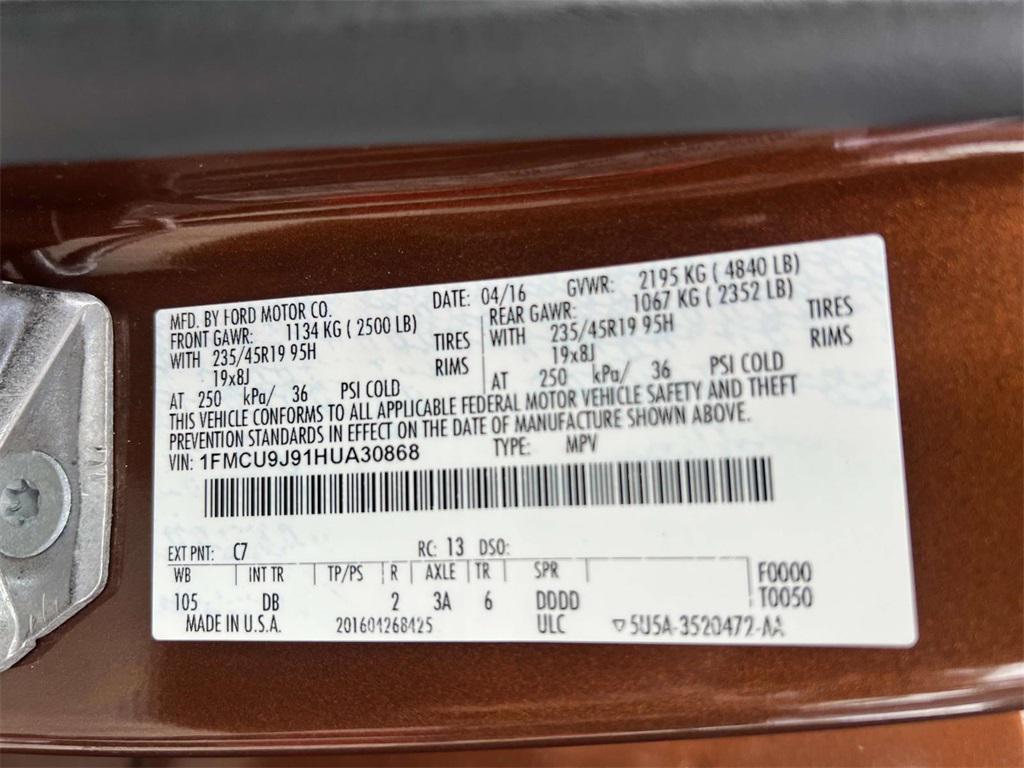 MFD. BY FORD MOTOR CO. DATE: 04/16 GVWR: 2195 KG ( 4840 LB)
FRONT GAWR: 1134 KG ( 2500 LB) REAR GAWR: 1067 KG ( 2352 LB)
WITH 235/45R19 95H TIRES WITH 235/45R19 95H TIRES
19x8J RIMS 19x8J RIMS
AT 250 kPa/ 36 PSI COLD AT 250 kPa/ 36 PSI COLD
THIS VEHICLE CONFORMS TO ALL APPLICABLE FEDERAL MOTOR VEHICLE SAFETY AND THEFT
PREVENTION STANDARDS IN EFFECT ON THE DATE OF MANUFACTURE SHOWN ABOVE.
VIN: 1FMCU9J91HUA30868 TYPE: MPV
EXT PNT: C7 RC: 13 DSO:
WB INT TR TP/PS R AXLE TR SPR F0000
105 DB 2 3A 6 DDDD T0050
MADE IN U.S.A. 201604268425 ULC ▽5U5A-3520472-AA